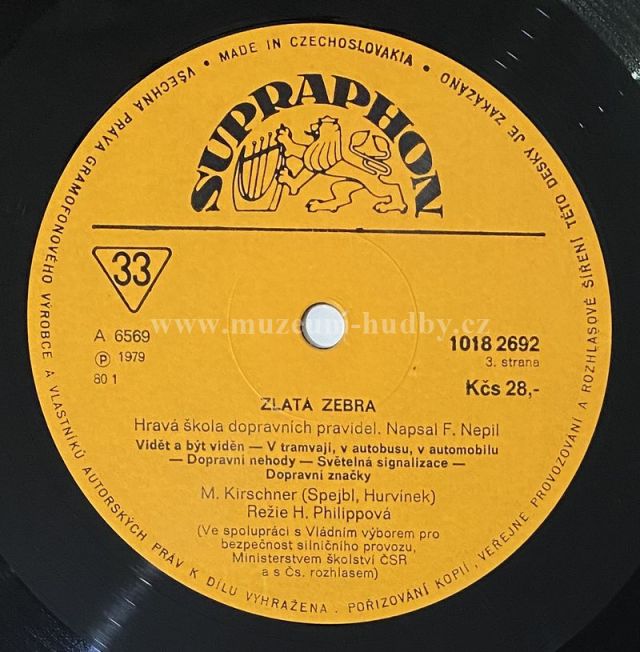 VŠECHNA PRÁVA GRAMOFONOVÉHO VÝROBCE A VLASTNÍKŮ AUTORSKÝCH PRÁV K DÍLU VYHRAŽENA . POŘIZOVÁNÍ KOPIÍ , VEŘEJNÉ PROVOZOVÁNÍ A ROZHLASOVÉ ŠÍŘENÍ TÉTO DESKY JE ZAKÁZÁNO
• MADE IN CZECHOSLOVAKIA •
SUPRAPHON
33
A 6569
Ⓟ 1979
80 1
www.muzeum-hudby.cz
1018 2692
3. strana
Kčs 28,-
ZLATÁ ZEBRA
Hravá škola dopravních pravidel. Napsal F. Nepil
Vidět a být viděn — V tramvaji, v autobusu, v automobilu
— Dopravní nehody — Světelná signalizace —
Dopravní značky
M. Kirschner (Spejbl, Hurvínek)
Režie H. Philippová
(Ve spolupráci s Vládním výborem pro
bezpečnost silničního provozu,
Ministerstvem školství ČSR
a s Čs. rozhlasem)